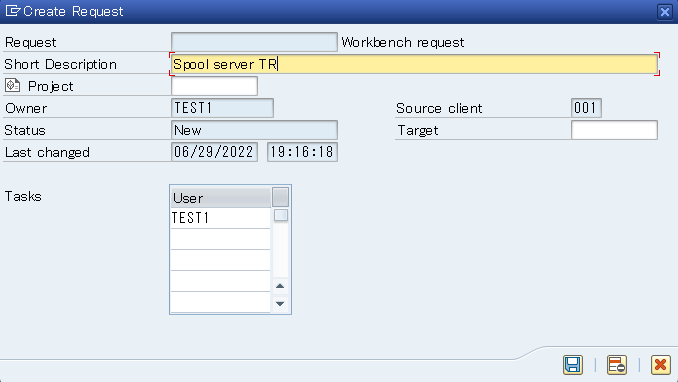 Create Request
Request Workbench request
Short Description Spool server TR
Project
Owner TEST1 Source client 001
Status New Target
Last changed 06/29/2022 19:16:18
Tasks User
TEST1